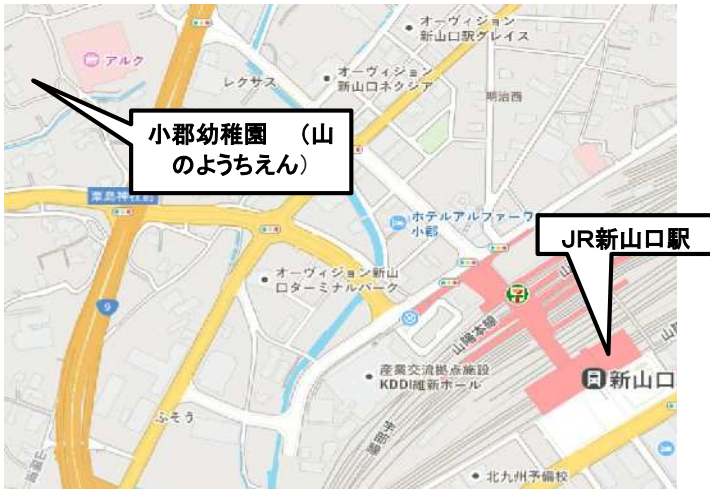 オーヴィジョン
新山口駅グレイス
アルク
レクサス
オーヴィジョン
新山口ネクシア
明治西
小郡幼稚園 (山
のようちえん)
ホテルアルファーワン
小郡
JR新山口駅
オーヴィジョン新山
口ターミナルパーク
9
山陽本線
産業交流拠点施設
KDDI維新ホール
新山口
ふそう
宇部線
北九州予備校